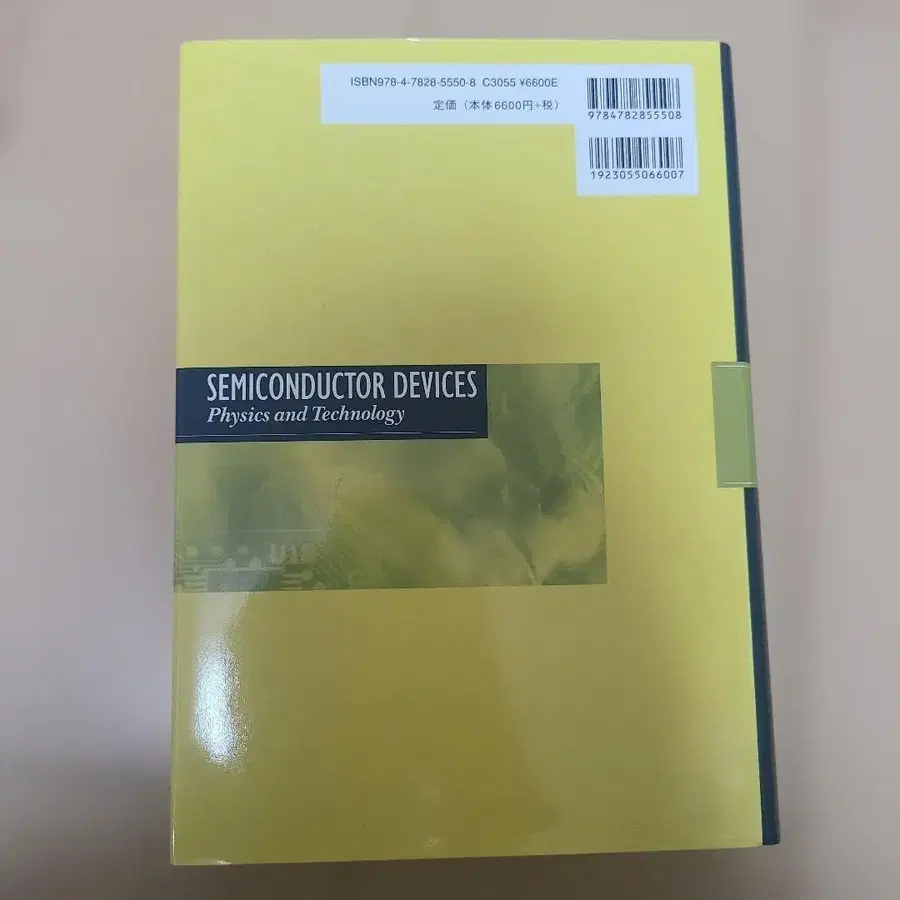 ISBN978-4-7828-5550-8 C3055 ¥6600E
定価（本体6600円+税）
9784782855508
1923055066007
SEMICONDUCTOR DEVICES
Physics and Technology